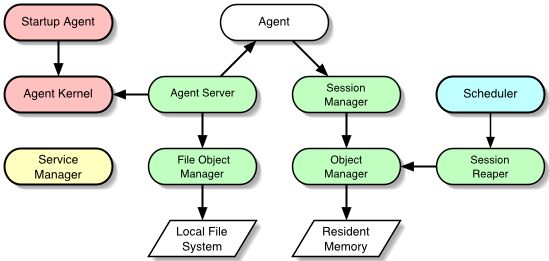 Startup Agent
Agent
Agent Kernel
Agent Server
Session
Manager
Scheduler
Service
Manager
File Object
Manager
Object
Manager
Session
Reaper
Local File
System
Resident
Memory